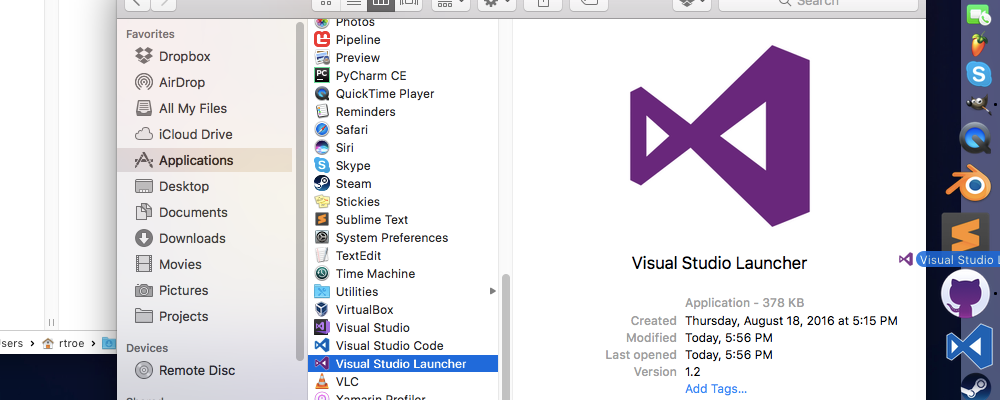 Search
Favorites
Dropbox
AirDrop
All My Files
iCloud Drive
Applications
Desktop
Documents
Downloads
Movies
Pictures
Projects
Devices
Remote Disc
Photos
Pipeline
Preview
PyCharm CE
QuickTime Player
Reminders
Safari
Siri
Skype
Steam
Stickies
Sublime Text
System Preferences
TextEdit
Time Machine
Utilities
VirtualBox
Visual Studio
Visual Studio Code
Visual Studio Launcher
VLC
Xamarin Profiler
Visual Studio Launcher
Application - 378 KB
Created Thursday, August 18, 2016 at 5:15 PM
Modified Today, 5:56 PM
Last opened Today, 5:56 PM
Version 1.2
Add Tags...
Visual Studio L
sers rtroe